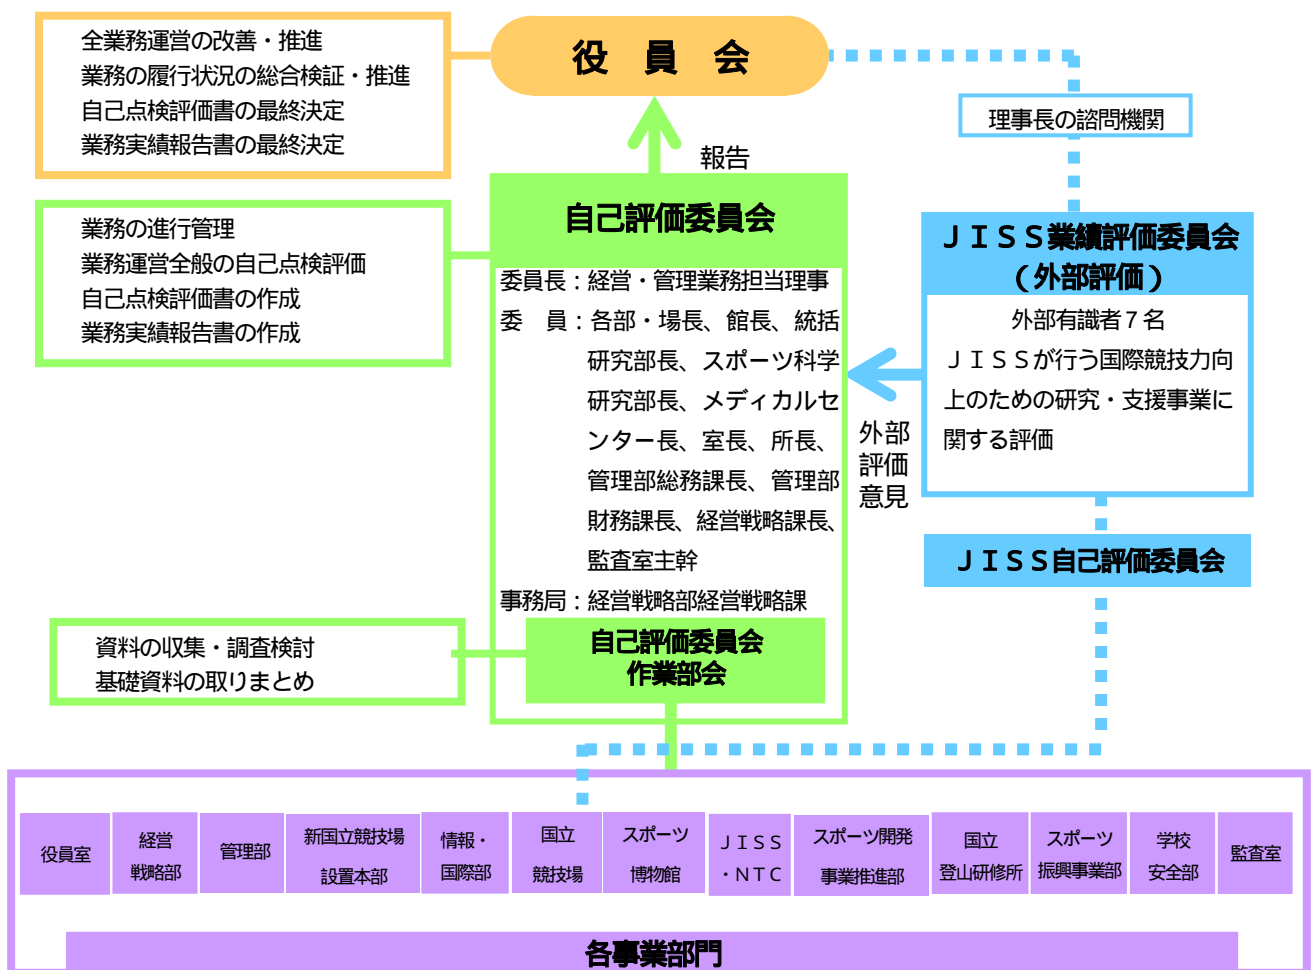 全業務運営の改善・推進
業務の履行状況の総合検証・推進
自己点検評価書の最終決定
業務実績報告書の最終決定
役　員　会
理事長の諮問機関
報告
業務の進行管理
業務運営全般の自己点検評価
自己点検評価書の作成
業務実績報告書の作成
自己評価委員会
委員長：経営・管理業務担当理事
委　員：各部・場長、館長、統括
研究部長、スポーツ科学
研究部長、メディカルセ
ンター長、室長、所長、
管理部総務課長、管理部
財務課長、経営戦略課長、
監査室主幹
事務局：経営戦略部経営戦略課
ＪＩＳＳ業績評価委員会
（外部評価）
外部有識者７名
ＪＩＳＳが行う国際競技力向
上のための研究・支援事業に
関する評価
外部
評価
意見
ＪＩＳＳ自己評価委員会
資料の収集・調査検討
基礎資料の取りまとめ
自己評価委員会
作業部会
役員室
経営
戦略部
管理部
新国立競技場
設置本部
情報・
国際部
国立
競技場
スポーツ
博物館
ＪＩＳＳ
・ＮＴＣ
スポーツ開発
事業推進部
国立
登山研修所
スポーツ
振興事業部
学校
安全部
監査室
各事業部門